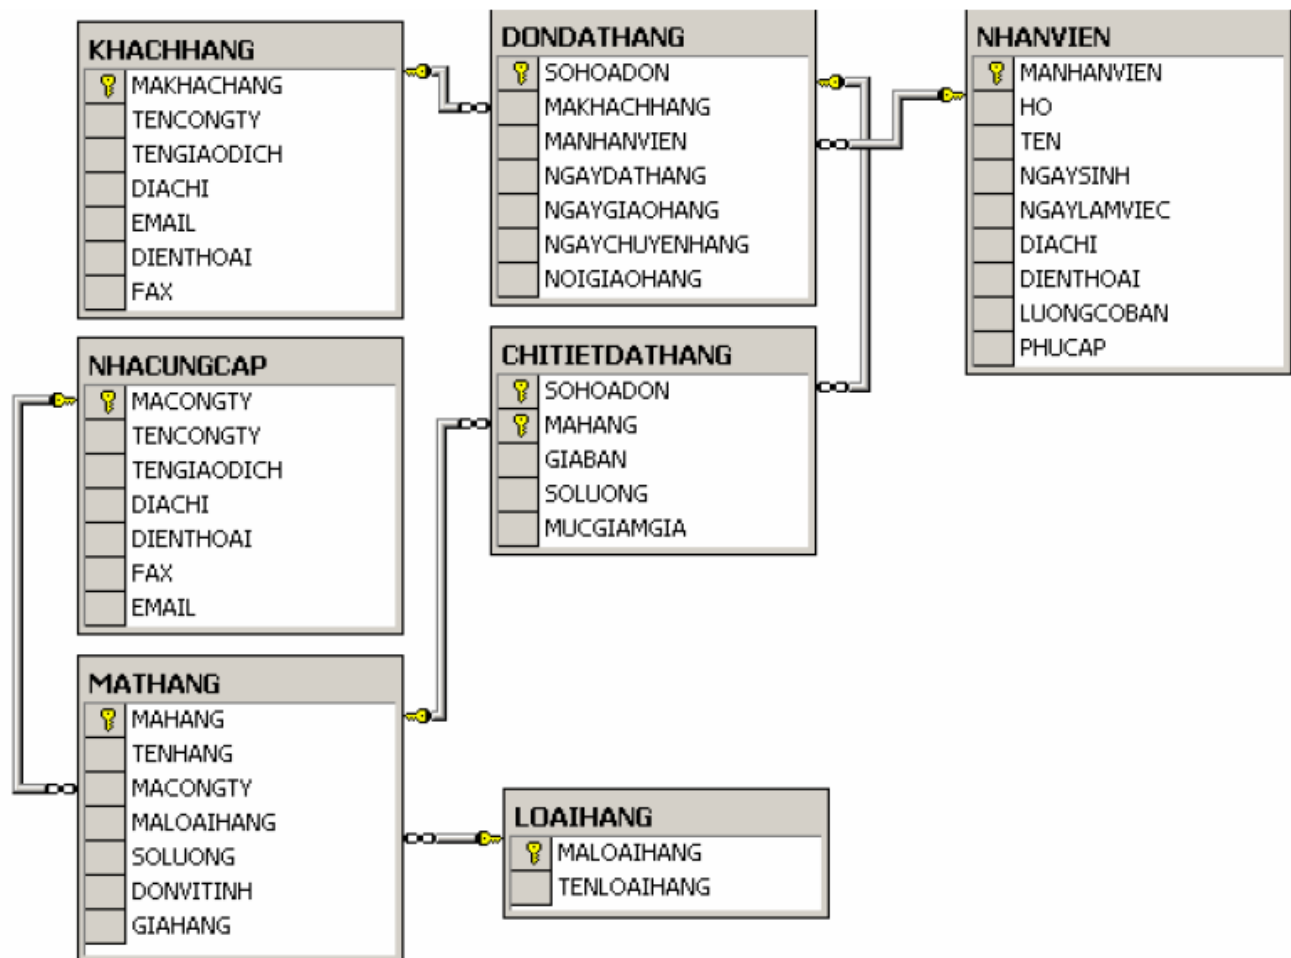 KHACHHANG
MAKHACHANG
TENCONGTY
TENGIAODICH
DIACHI
EMAIL
DIENTHOAI
FAX
DONDATHANG
SOHOADON
MAKHACHHANG
MANHANVIEN
NGAYDATHANG
NGAYGIAOHANG
NGAYCHUYENHANG
NOIGIAOHANG
NHANVIEN
MANHANVIEN
HO
TEN
NGAYSINH
NGAYLAMVIEC
DIACHI
DIENTHOAI
LUONGCOBAN
PHUCAP
NHACUNGCAP
MACONGTY
TENCONGTY
TENGIAODICH
DIACHI
DIENTHOAI
FAX
EMAIL
CHITIETDATHANG
SOHOADON
MAHANG
GIABAN
SOLUONG
MUCGIAMGIA
MATHANG
MAHANG
TENHANG
MACONGTY
MALOAIHANG
SOLUONG
DONVITINH
GIAHANG
LOAIHANG
MALOAIHANG
TENLOAIHANG